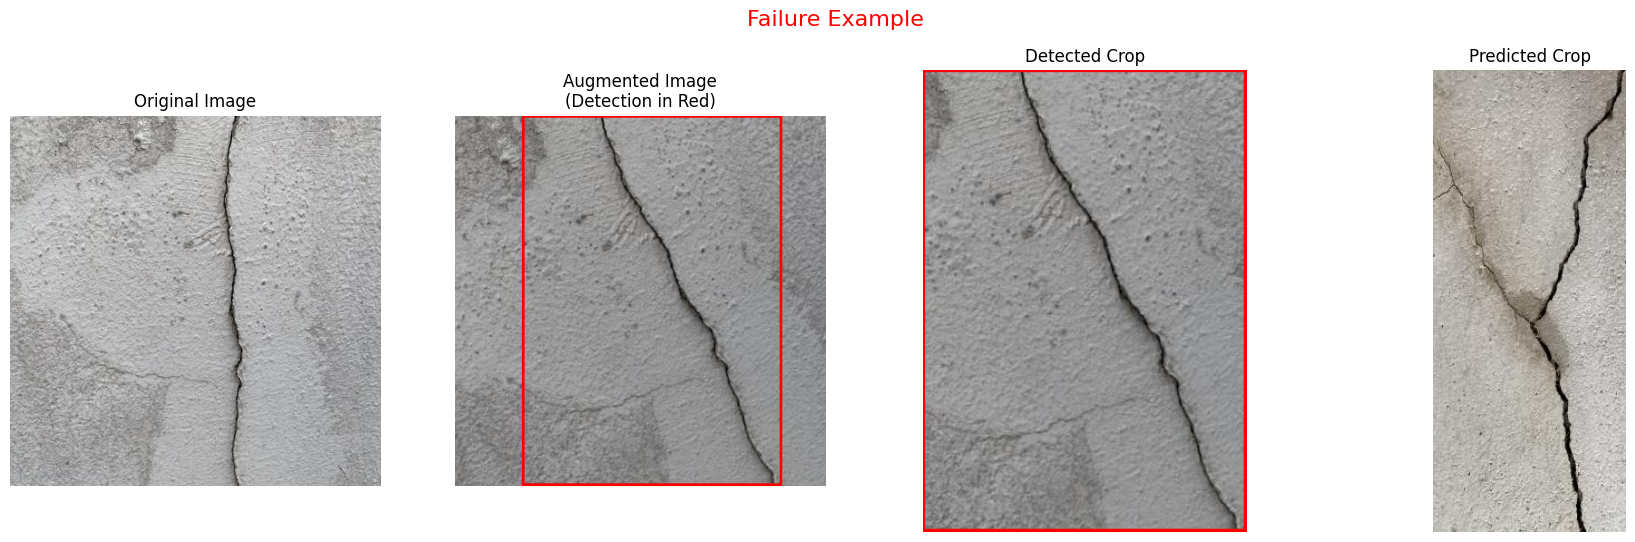 Failure Example
Original Image
Augmented Image
(Detection in Red)
Detected Crop
Predicted Crop